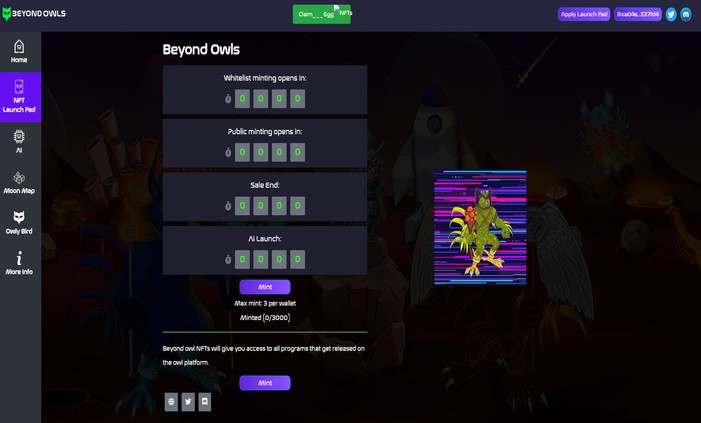 BEYOND OWLS
Claim___Egg NFTs
Apply Launch Pad
0xa04e...537fd4
Home
NFT
Launch Pad
Ai
Moon Map
Owly Bird
More Info
Beyond Owls
Whitelist minting opens in:
0 0 0 0
Public minting opens in:
0 0 0 0
Sale End:
0 0 0 0
Ai Launch:
0 0 0 0
Mint
Max mint: 3 per wallet
Minted (0/3000)
Beyond owl NFTs will give you access to all programs that get released on
the owl platform.
Mint